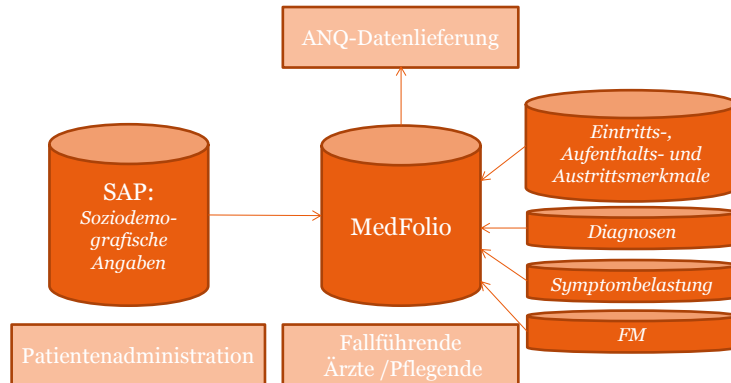 ANQ-Datenlieferung
SAP:
Soziodemo-
grafische
Angaben
MedFolio
Eintritts-,
Aufenthalts- und
Austrittsmerkmale
Diagnosen
Symptombelastung
FM
Patientenadministration
Fallführende
Ärzte /Pflegende